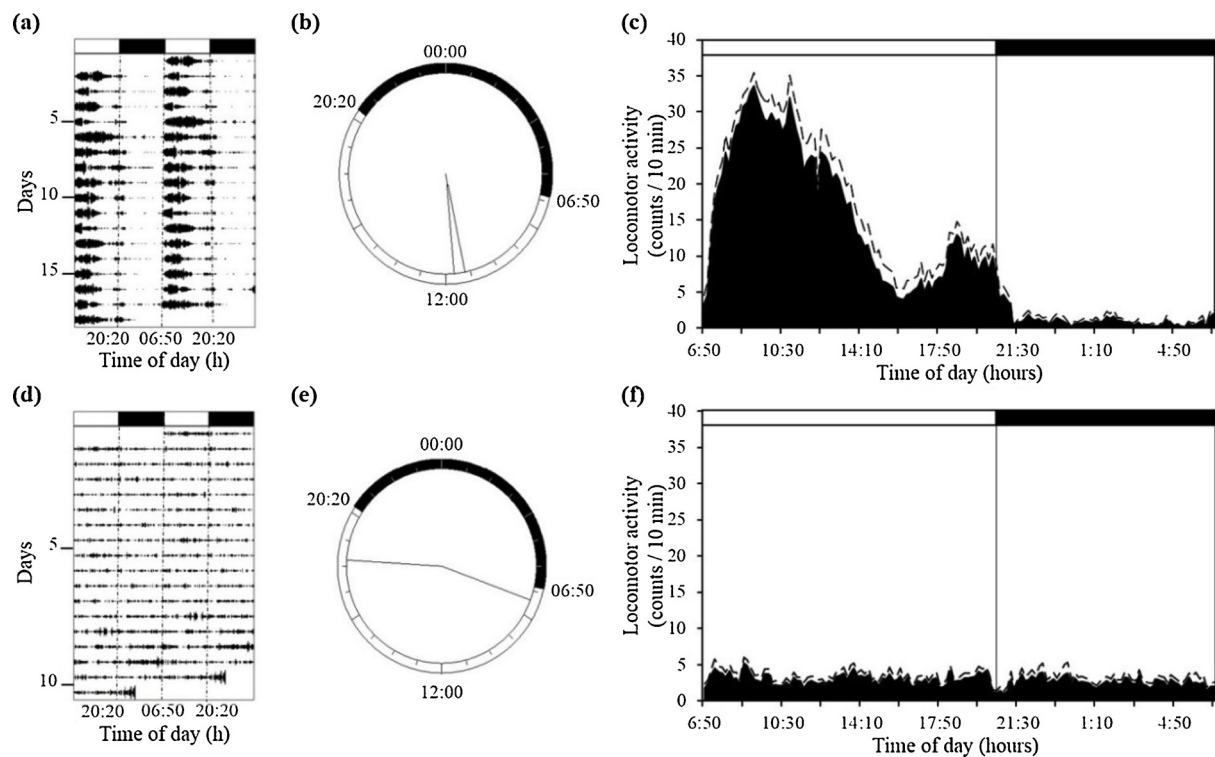 (a)
Days
5
10
15
20:20 06:50 20:20
Time of day (h)
(b)
00:00
20:20
06:50
12:00
(c)
Locomotor activity
(counts / 10 min)
40
35
30
25
20
15
10
5
0
6:50 10:30 14:10 17:50 21:30 1:10 4:50
Time of day (hours)
(d)
Days
5
10
20:20 06:50 20:20
Time of day (h)
(e)
00:00
20:20
06:50
12:00
(f)
Locomotor activity
(counts / 10 min)
40
35
30
25
20
15
10
5
0
6:50 10:30 14:10 17:50 21:30 1:10 4:50
Time of day (hours)